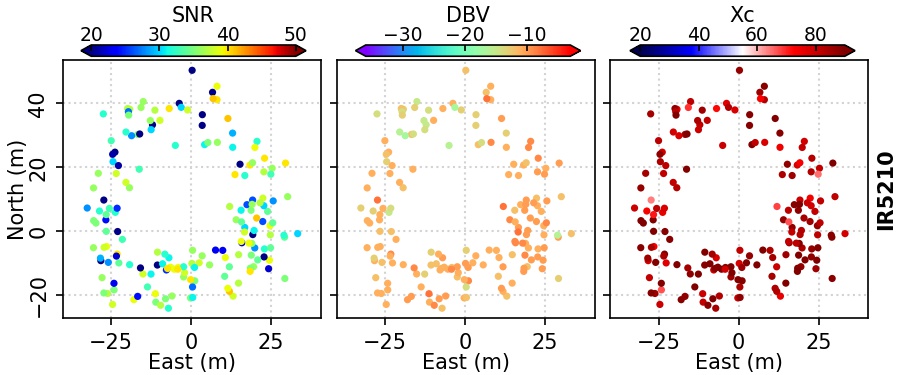 SNR DBV Xc
20 30 40 50 −30 −20 −10 20 40 60 80
40
20
0
−20
North (m)
IR5210
−25 0 25 −25 0 25 −25 0 25
East (m) East (m) East (m)